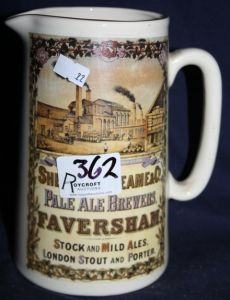 22
362
ROYCROFT
PALE ALE BREWERS,
FAVERSHAM.
STOCK AND MILD ALES,
LONDON STOUT AND PORTER.